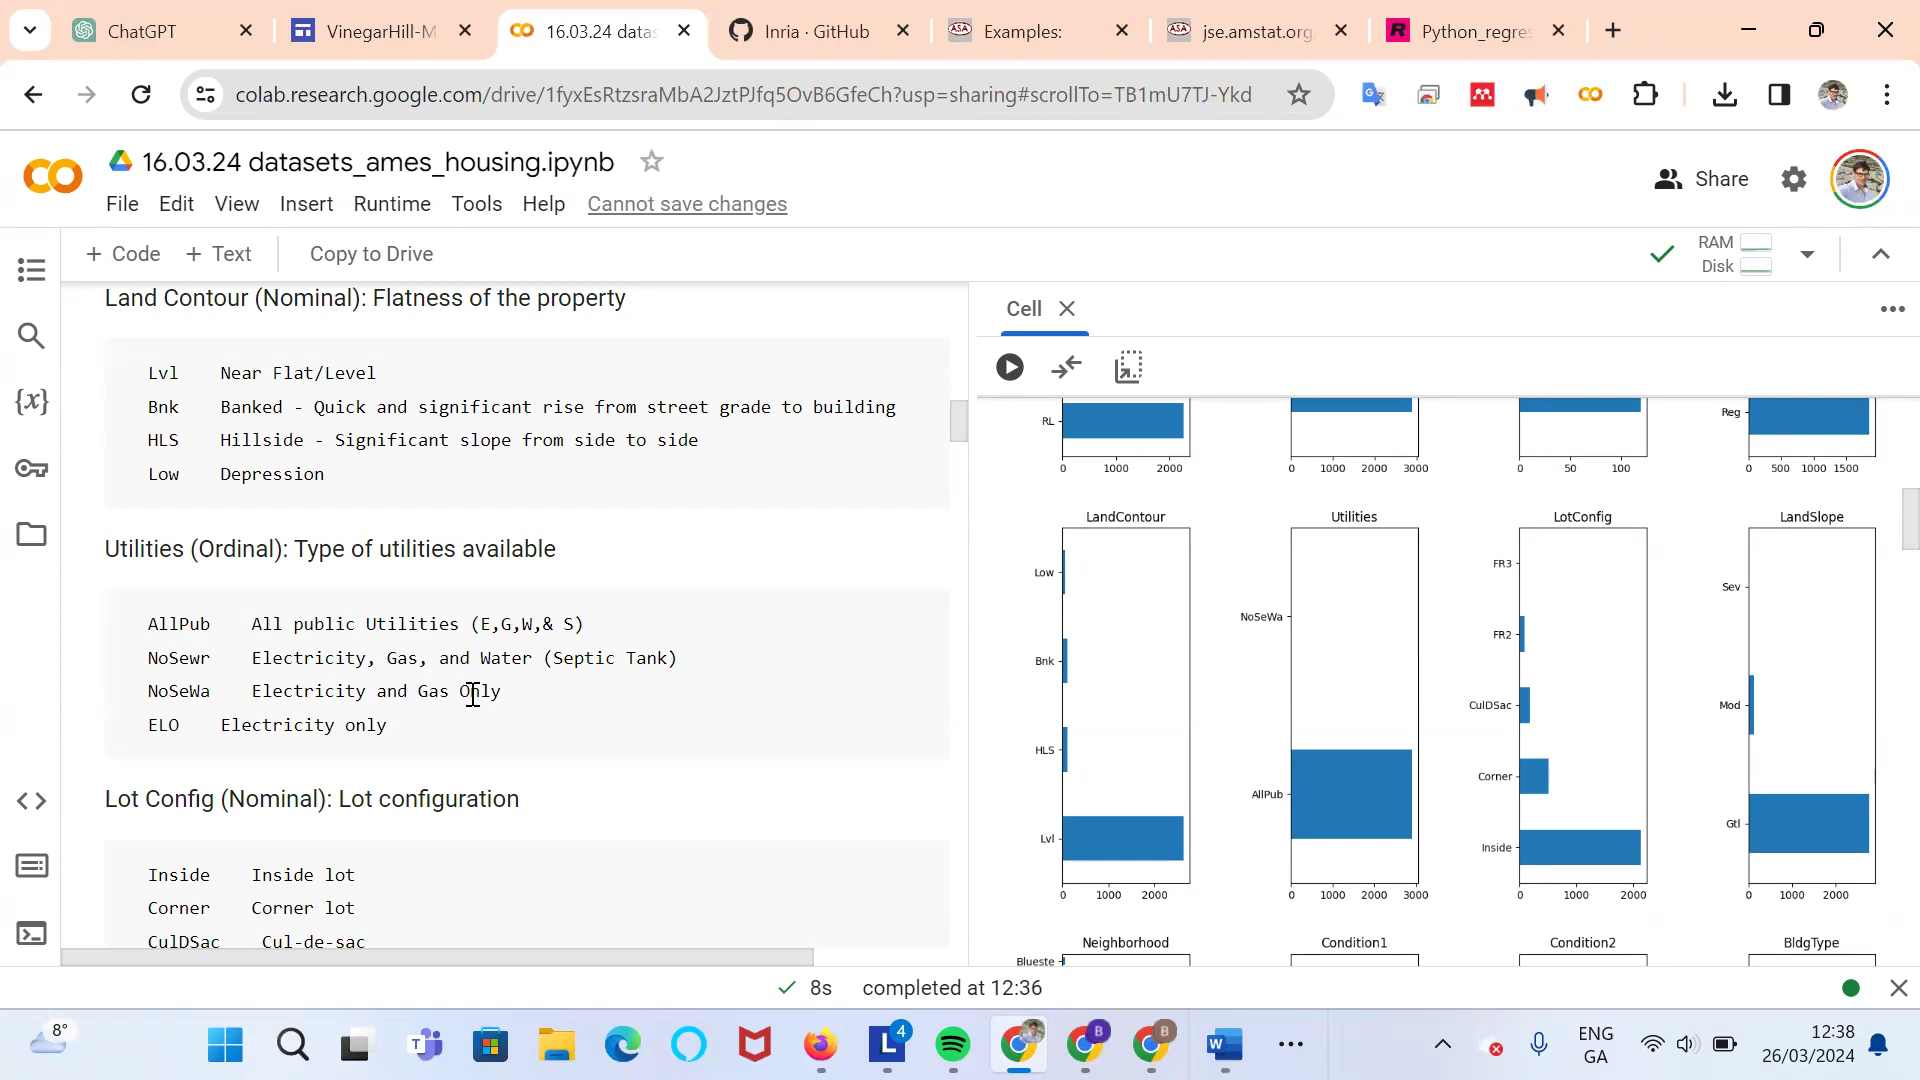 ChatGPT
VinegarHill-M
16.03.24 datas
Inria · GitHub
Examples:
jse.amstat.org
Python_regres
colab.research.google.com/drive/1fyxEsRtzsraMbA2JztPJfq5OvB6GfeCh?usp=sharing#scrollTo=TB1mU7TJ-Ykd
16.03.24 datasets_ames_housing.ipynb
Share
File Edit View Insert Runtime Tools Help Cannot save changes
+ Code + Text Copy to Drive
RAM
Disk
Land Contour (Nominal): Flatness of the property
Lvl Near Flat/Level
Bnk Banked - Quick and significant rise from street grade to building
HLS Hillside - Significant slope from side to side
Low Depression
Utilities (Ordinal): Type of utilities available
AllPub All public Utilities (E,G,W,& S)
NoSewr Electricity, Gas, and Water (Septic Tank)
NoSeWa Electricity and Gas Only
ELO Electricity only
Lot Config (Nominal): Lot configuration
Inside Inside lot
Corner Corner lot
CulDSac Cul-de-sac
Cell
RL
0 1000 2000
0 1000 2000 3000
0 50 100
Reg
0 500 1000 1500
LandContour
Low
Bnk
HLS
Lvl
0 1000 2000
Utilities
NoSeWa
AllPub
0 1000 2000 3000
LotConfig
FR3
FR2
CulDSac
Corner
Inside
0 1000 2000
LandSlope
Sev
Mod
Gtl
0 1000 2000
Neighborhood
Blueste
Condition1
Condition2
BldgType
8s completed at 12:36
8°
T
L
4
B
B
W
ENG
GA
12:38
26/03/2024